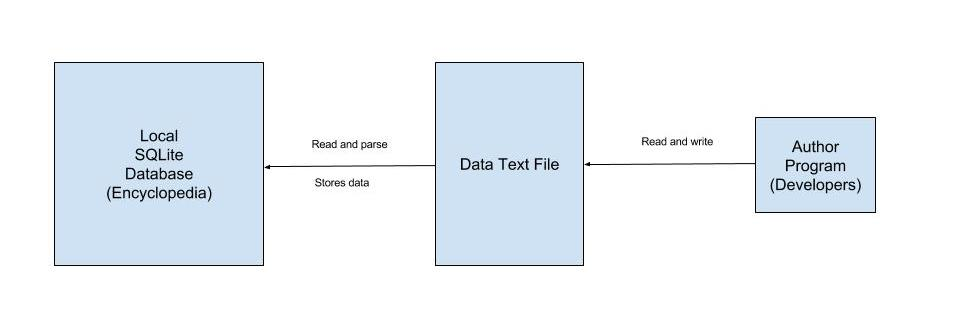 Local
SQLite
Database
(Encyclopedia)
Read and parse
Stores data
Data Text File
Read and write
Author
Program
(Developers)